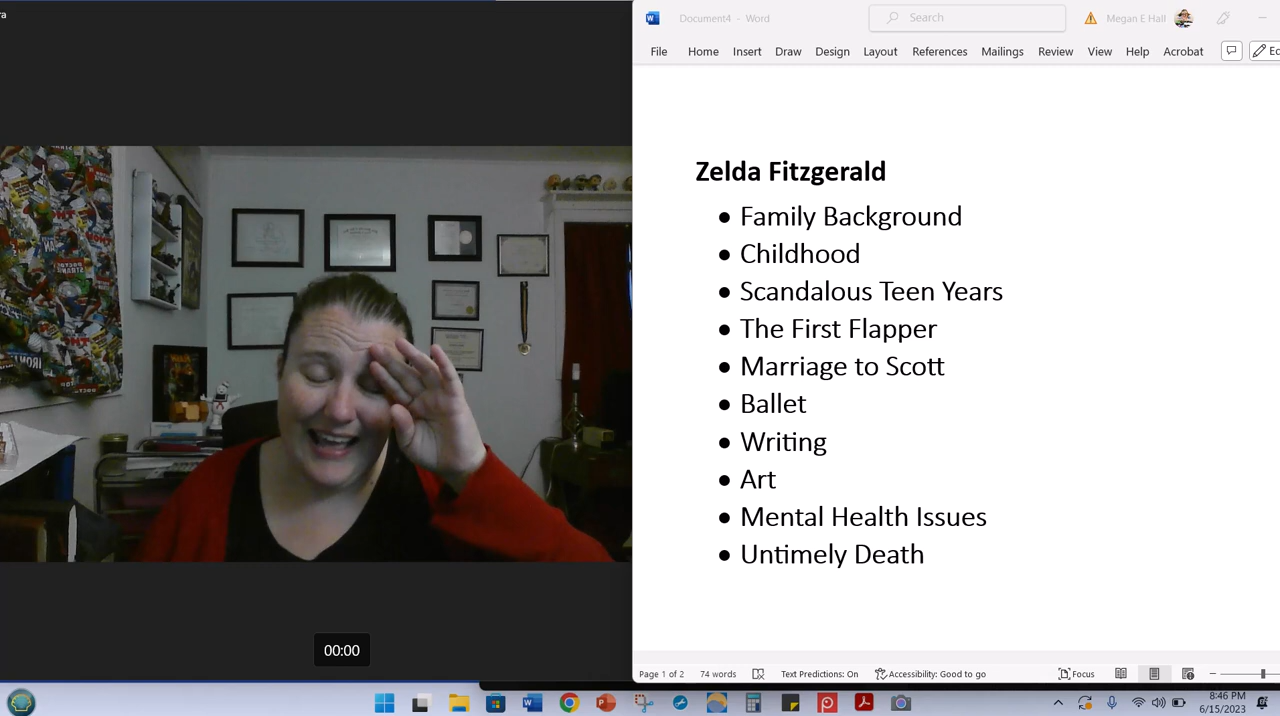 ra
Document4 - Word
Search
Megan E Hall
File Home Insert Draw Design Layout References Mailings Review View Help Acrobat Ed
Zelda Fitzgerald
• Family Background
• Childhood
• Scandalous Teen Years
• The First Flapper
• Marriage to Scott
• Ballet
• Writing
• Art
• Mental Health Issues
• Untimely Death
00:00
Page 1 of 2 74 words Text Predictions: On Accessibility: Good to go Focus
8:46 PM
6/15/2023